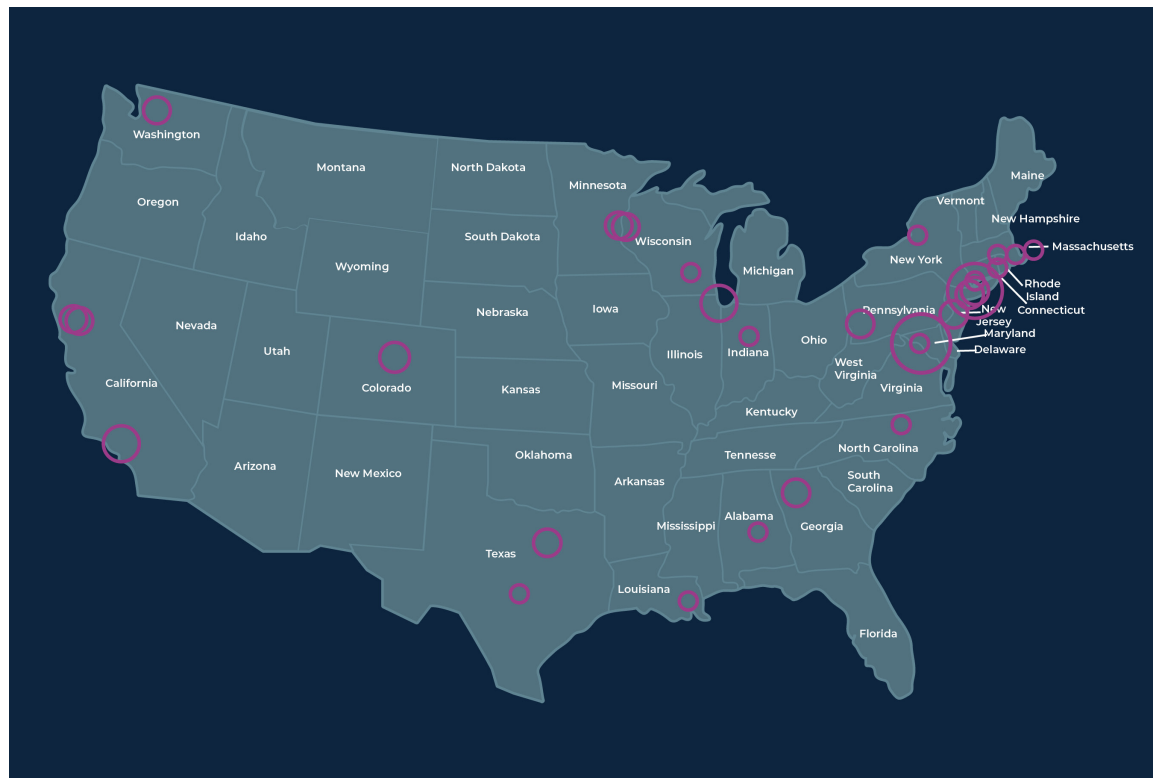 Washington
Oregon
Montana
Idaho
Wyoming
North Dakota
South Dakota
Nebraska
Minnesota
Wisconsin
Iowa
Michigan
Maine
Vermont
New Hampshire
Massachusetts
New York
Rhode
Island
Connecticut
Pennsylvania
New
Jersey
Maryland
Delaware
Nevada
Utah
California
Colorado
Kansas
Missouri
Illinois
Indiana
Ohio
West
Virginia
Virginia
Kentucky
North Carolina
Tennesse
South
Carolina
Arizona
New Mexico
Oklahoma
Arkansas
Mississippi
Alabama
Georgia
Texas
Louisiana
Florida